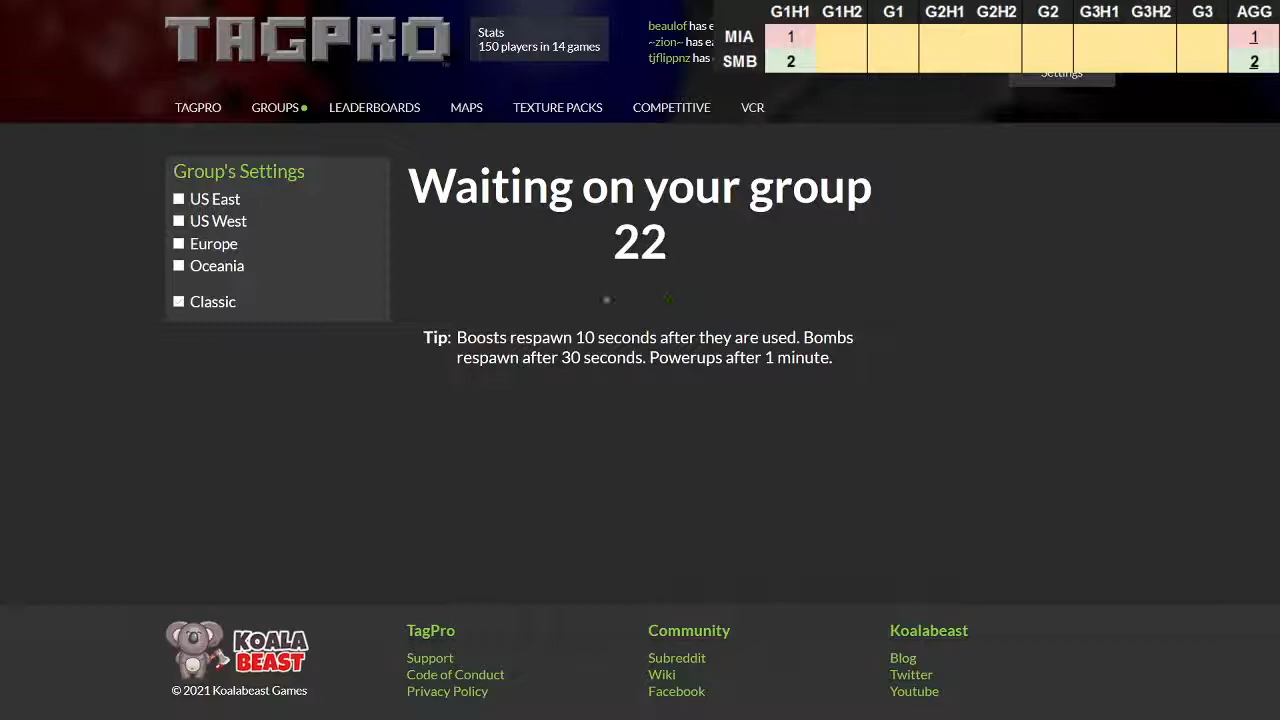 TAGPRO
Stats
150 players in 14 games
beaulof has e
~zion~ has ea
tjflippnz has
G1H1 G1H2 G1 G2H1 G2H2 G2 G3H1 G3H2 G3 AGG
MIA 1 1
SMB 2 2
Settings
TAGPRO GROUPS LEADERBOARDS MAPS TEXTURE PACKS COMPETITIVE VCR
Group's Settings
US East
US West
Europe
Oceania
Classic
Waiting on your group
22
Tip: Boosts respawn 10 seconds after they are used. Bombs
respawn after 30 seconds. Powerups after 1 minute.
KOALA
BEAST
© 2021 Koalabeast Games
TagPro
Support
Code of Conduct
Privacy Policy
Community
Subreddit
Wiki
Facebook
Koalabeast
Blog
Twitter
Youtube